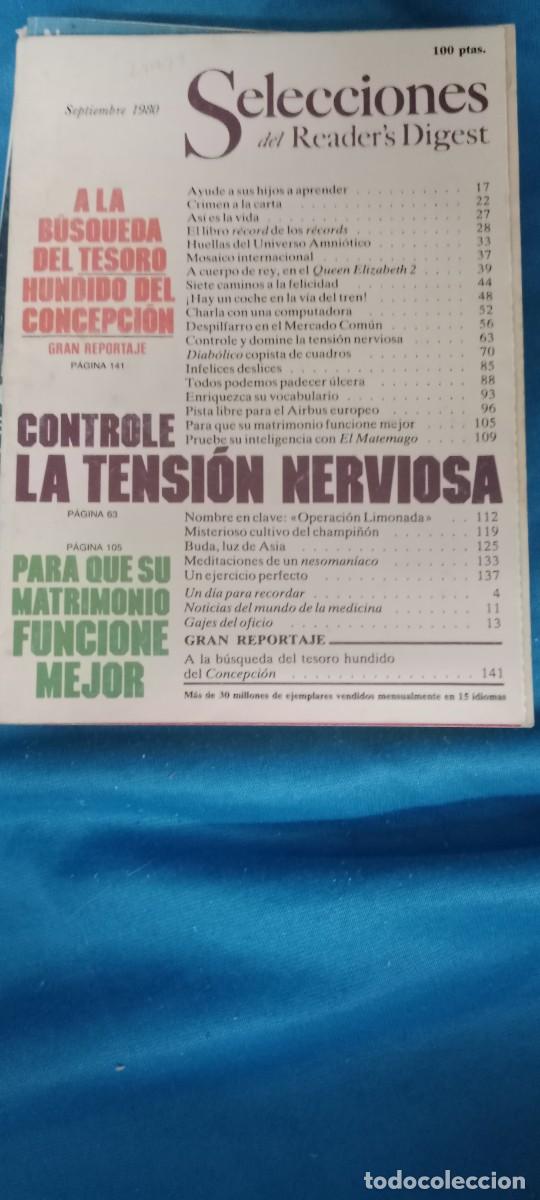 100 ptas.
Septiembre 1980
Selecciones
del Reader's Digest
A LA
BÚSQUEDA
DEL TESORO
HUNDIDO DEL
CONCEPCIÓN
GRAN REPORTAJE
PÁGINA 141
Ayude a sus hijos a aprender . . . . . . . . . . 17
Crimen a la carta . . . . . . . . . . 22
Así es la vida . . . . . . . . . . 27
El libro récord de los récords . . . . . . . . . . 28
Huellas del Universo Amniótico . . . . . . . . . . 33
Mosaico internacional . . . . . . . . . . 37
A cuerpo de rey, en el Queen Elizabeth 2 . . . . 39
Siete caminos a la felicidad . . . . . . . . . . 44
¡Hay un coche en la vía del tren! . . . . . . . . 48
Charla con una computadora . . . . . . . . . . 52
Despilfarro en el Mercado Común . . . . . . . . 56
Controle y domine la tensión nerviosa . . . . . . 63
Diabólico copista de cuadros . . . . . . . . . . 70
Infelices deslices . . . . . . . . . . 85
Todos podemos padecer úlcera . . . . . . . . . . 88
Enriquezca su vocabulario . . . . . . . . . . 93
Pista libre para el Airbus europeo . . . . . . . . 96
Para que su matrimonio funcione mejor . . . . 105
Pruebe su inteligencia con El Matemago . . . . 109
CONTROLE
LA TENSIÓN NERVIOSA
PÁGINA 63
PÁGINA 105
PARA QUE SU
MATRIMONIO
FUNCIONE
MEJOR
Nombre en clave: «Operación Limonada» . . 112
Misterioso cultivo del champiñón . . . . . . . . 119
Buda, luz de Asia . . . . . . . . . . 125
Meditaciones de un nesomaníaco . . . . . . . . 133
Un ejercicio perfecto . . . . . . . . . . 137
Un día para recordar . . . . . . . . . . 4
Noticias del mundo de la medicina . . . . . . . . 11
Gajes del oficio . . . . . . . . . . 13
GRAN REPORTAJE
A la búsqueda del tesoro hundido
del Concepción . . . . . . . . . . 141
Más de 30 millones de ejemplares vendidos mensualmente en 15 idiomas
todocoleccion